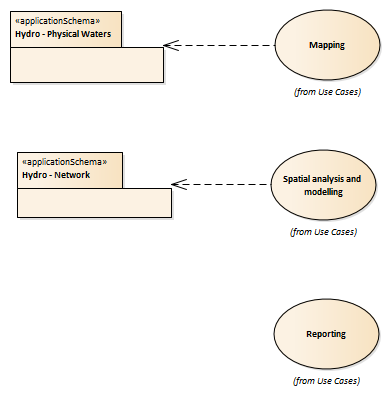 «applicationSchema»
Hydro - Physical Waters
Mapping
(from Use Cases)
«applicationSchema»
Hydro - Network
Spatial analysis and
modelling
(from Use Cases)
Reporting
(from Use Cases)